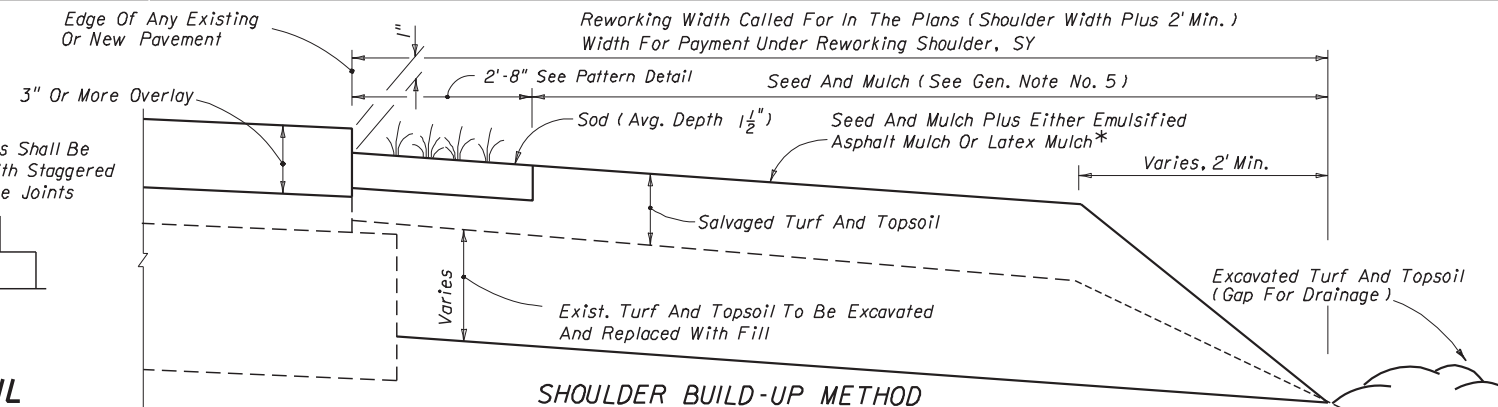 Edge Of Any Existing
Or New Pavement
1"
Reworking Width Called For In The Plans (Shoulder Width Plus 2' Min.)
Width For Payment Under Reworking Shoulder, SY
2'-8" See Pattern Detail
Seed And Mulch (See Gen. Note No. 5)
3" Or More Overlay
Sod (Avg. Depth 1 1/2")
Seed And Mulch Plus Either Emulsified
Asphalt Mulch Or Latex Mulch*
s Shall Be
th Staggered
e Joints
Varies, 2' Min.
Salvaged Turf And Topsoil
Varies
Exist. Turf And Topsoil To Be Excavated
And Replaced With Fill
Excavated Turf And Topsoil
(Gap For Drainage)
IL
SHOULDER BUILD-UP METHOD